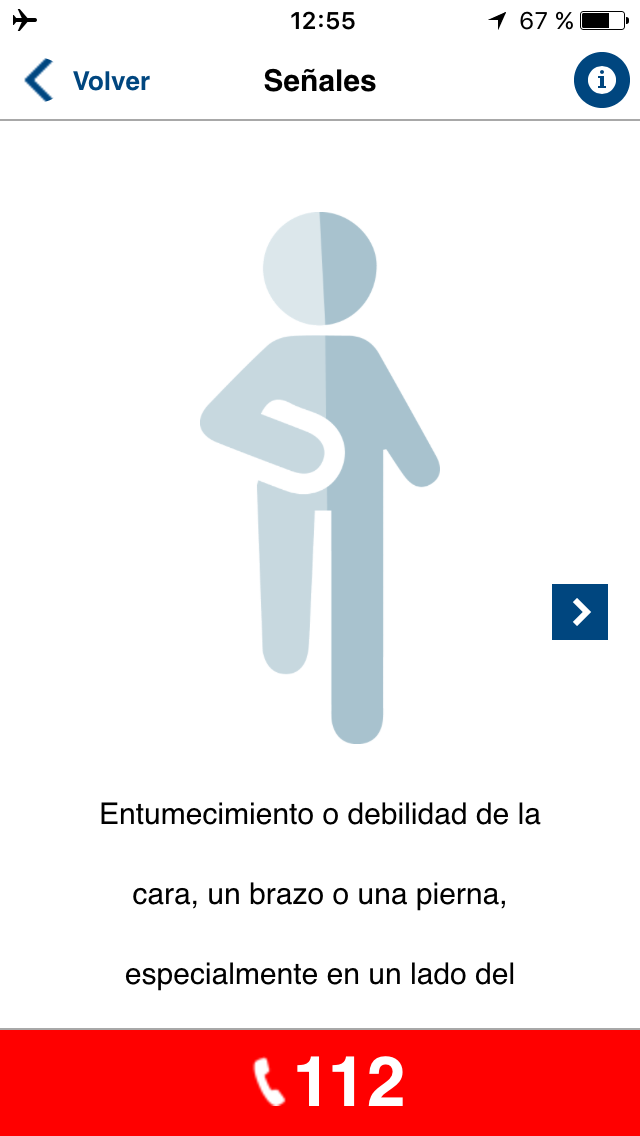 12:55
67 %
Volver
Señales
Entumecimiento o debilidad de la
cara, un brazo o una pierna,
especialmente en un lado del
112